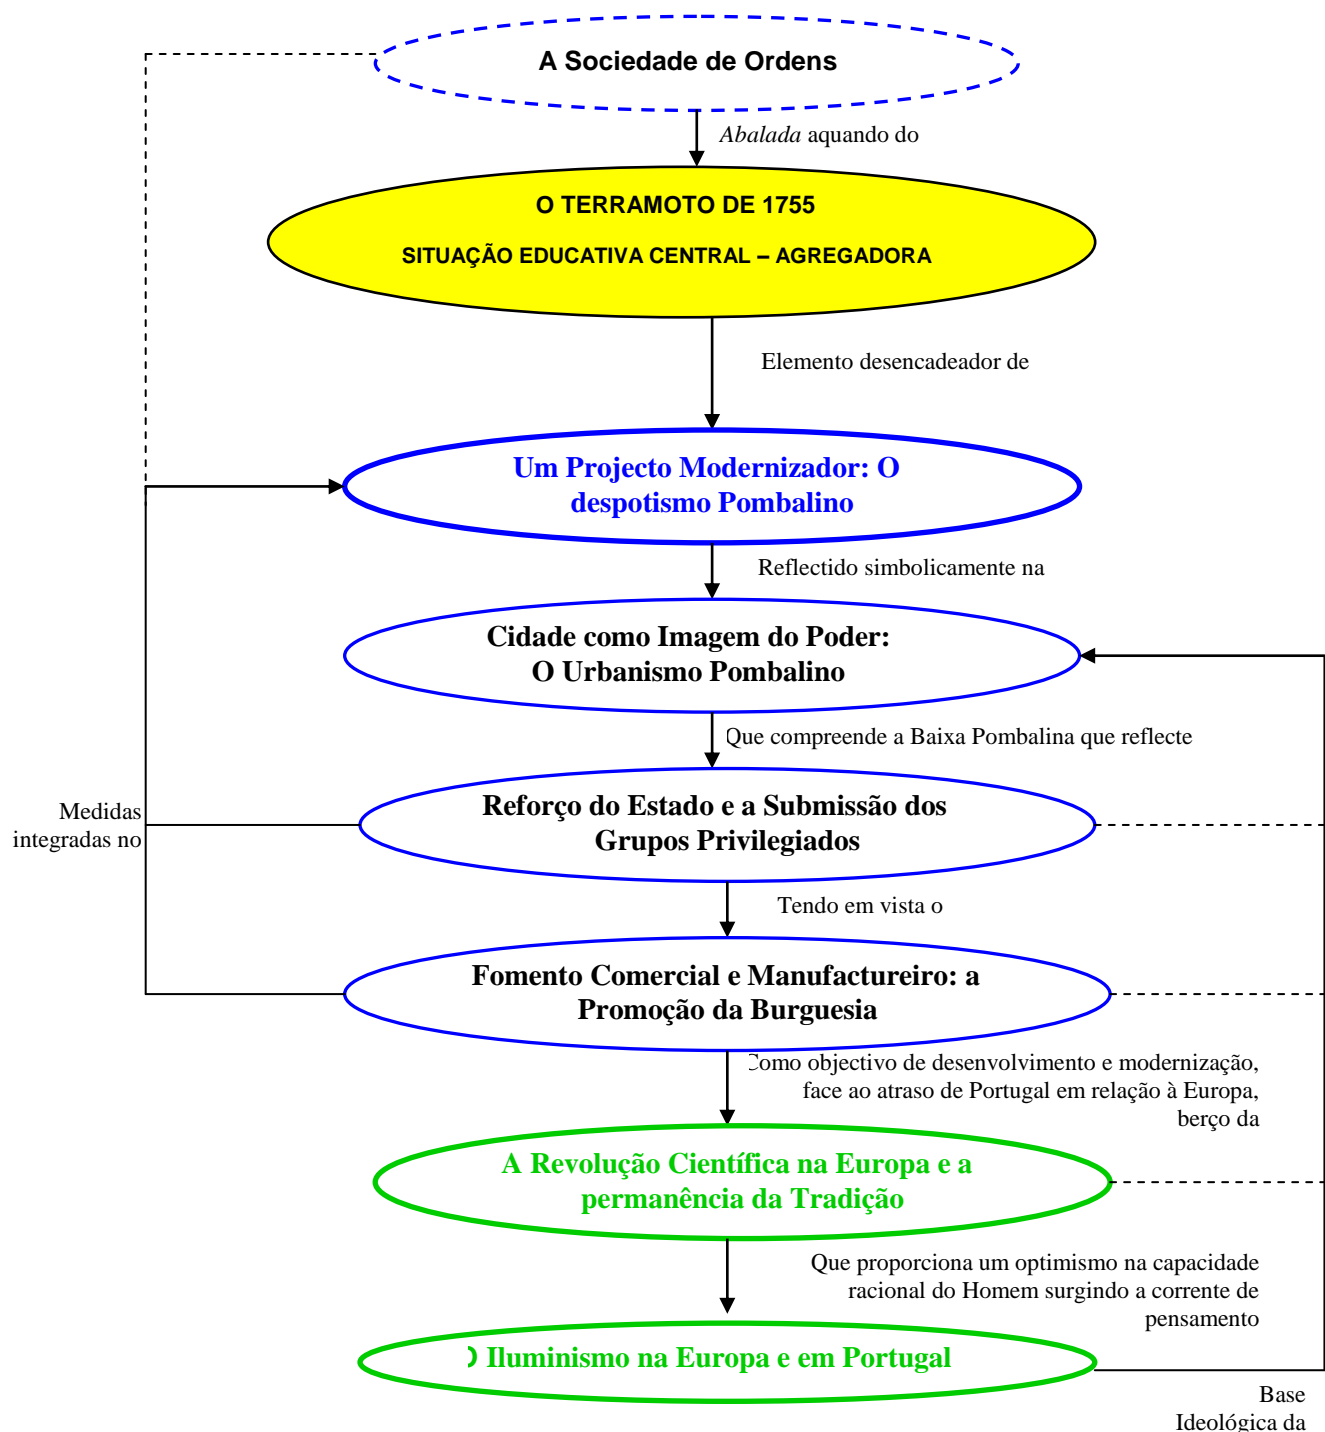 A Sociedade de Ordens
Abalada aquando do
O TERRAMOTO DE 1755
SITUAÇÃO EDUCATIVA CENTRAL – AGREGADORA
Elemento desencadeador de
Um Projecto Modernizador: O
despotismo Pombalino
Reflectido simbolicamente na
Cidade como Imagem do Poder:
O Urbanismo Pombalino
Que compreende a Baixa Pombalina que reflecte
Reforço do Estado e a Submissão dos
Grupos Privilegiados
Medidas
integradas no
Tendo em vista o
Fomento Comercial e Manufactureiro: a
Promoção da Burguesia
Como objectivo de desenvolvimento e modernização,
face ao atraso de Portugal em relação à Europa,
berço da
A Revolução Científica na Europa e a
permanência da Tradição
Que proporciona um optimismo na capacidade
racional do Homem surgindo a corrente de
pensamento
O Iluminismo na Europa e em Portugal
Base
Ideológica da